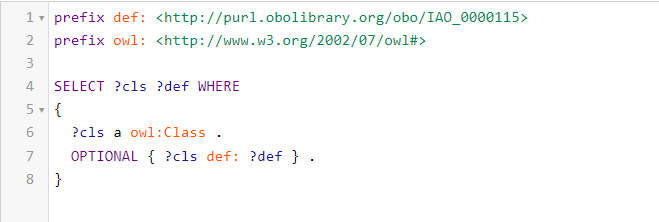 1 prefix def: <http://purl.obolibrary.org/obo/IAO_0000115>
2 prefix owl: <http://www.w3.org/2002/07/owl#>
3
4 SELECT ?cls ?def WHERE
5 {
6   ?cls a owl:Class .
7   OPTIONAL { ?cls def: ?def } .
8 }